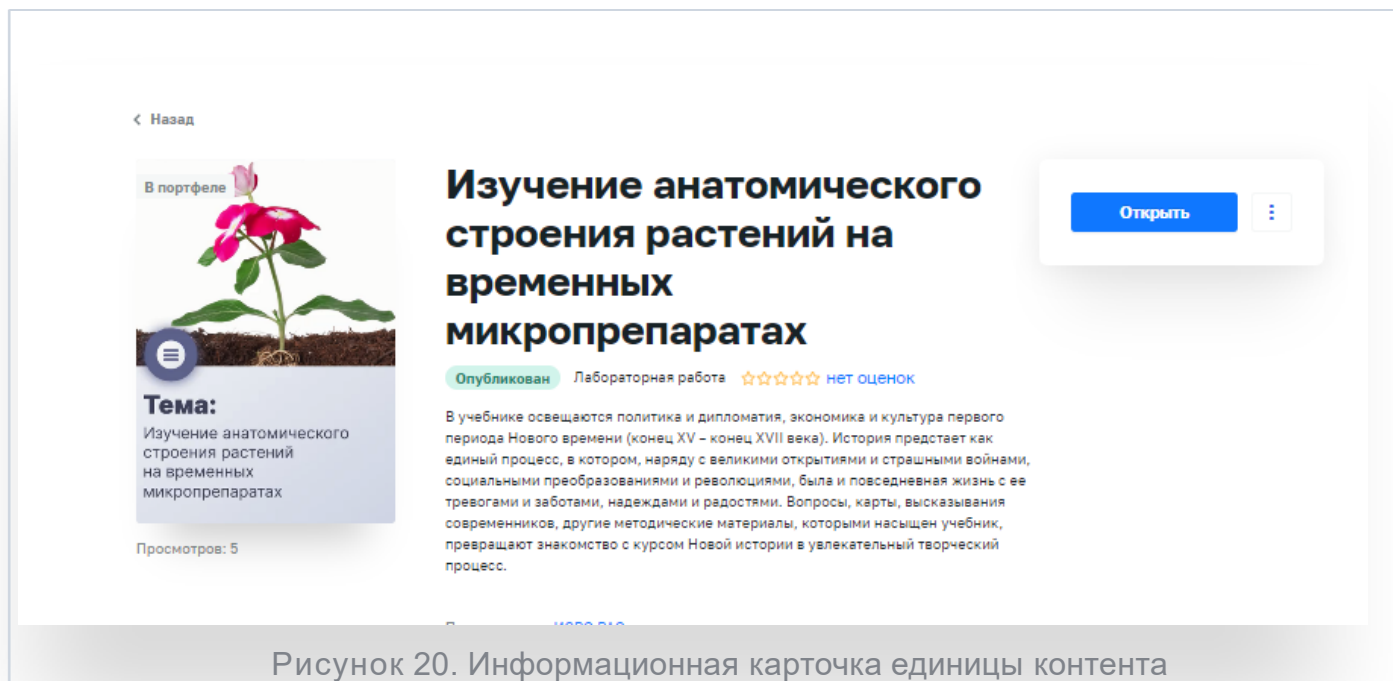 Назад
В портфеле
Тема:
Изучение анатомического
строения растений
на временных
микропрепаратах
Просмотров: 5
Изучение анатомического
строения растений на
временных
микропрепаратах
Опубликован Лабораторная работа нет оценок
В учебнике освещаются политика и дипломатия, экономика и культура первого
периода Нового времени (конец XV – конец XVII века). История предстает как
единый процесс, в котором, наряду с великими открытиями и страшными войнами,
социальными преобразованиями и революциями, была и повседневная жизнь с ее
тревогами и заботами, надеждами и радостями. Вопросы, карты, высказывания
современников, другие методические материалы, которыми насыщен учебник,
превращают знакомство с курсом Новой истории в увлекательный творческий
процесс.
Открыть
Рисунок 20. Информационная карточка единицы контента